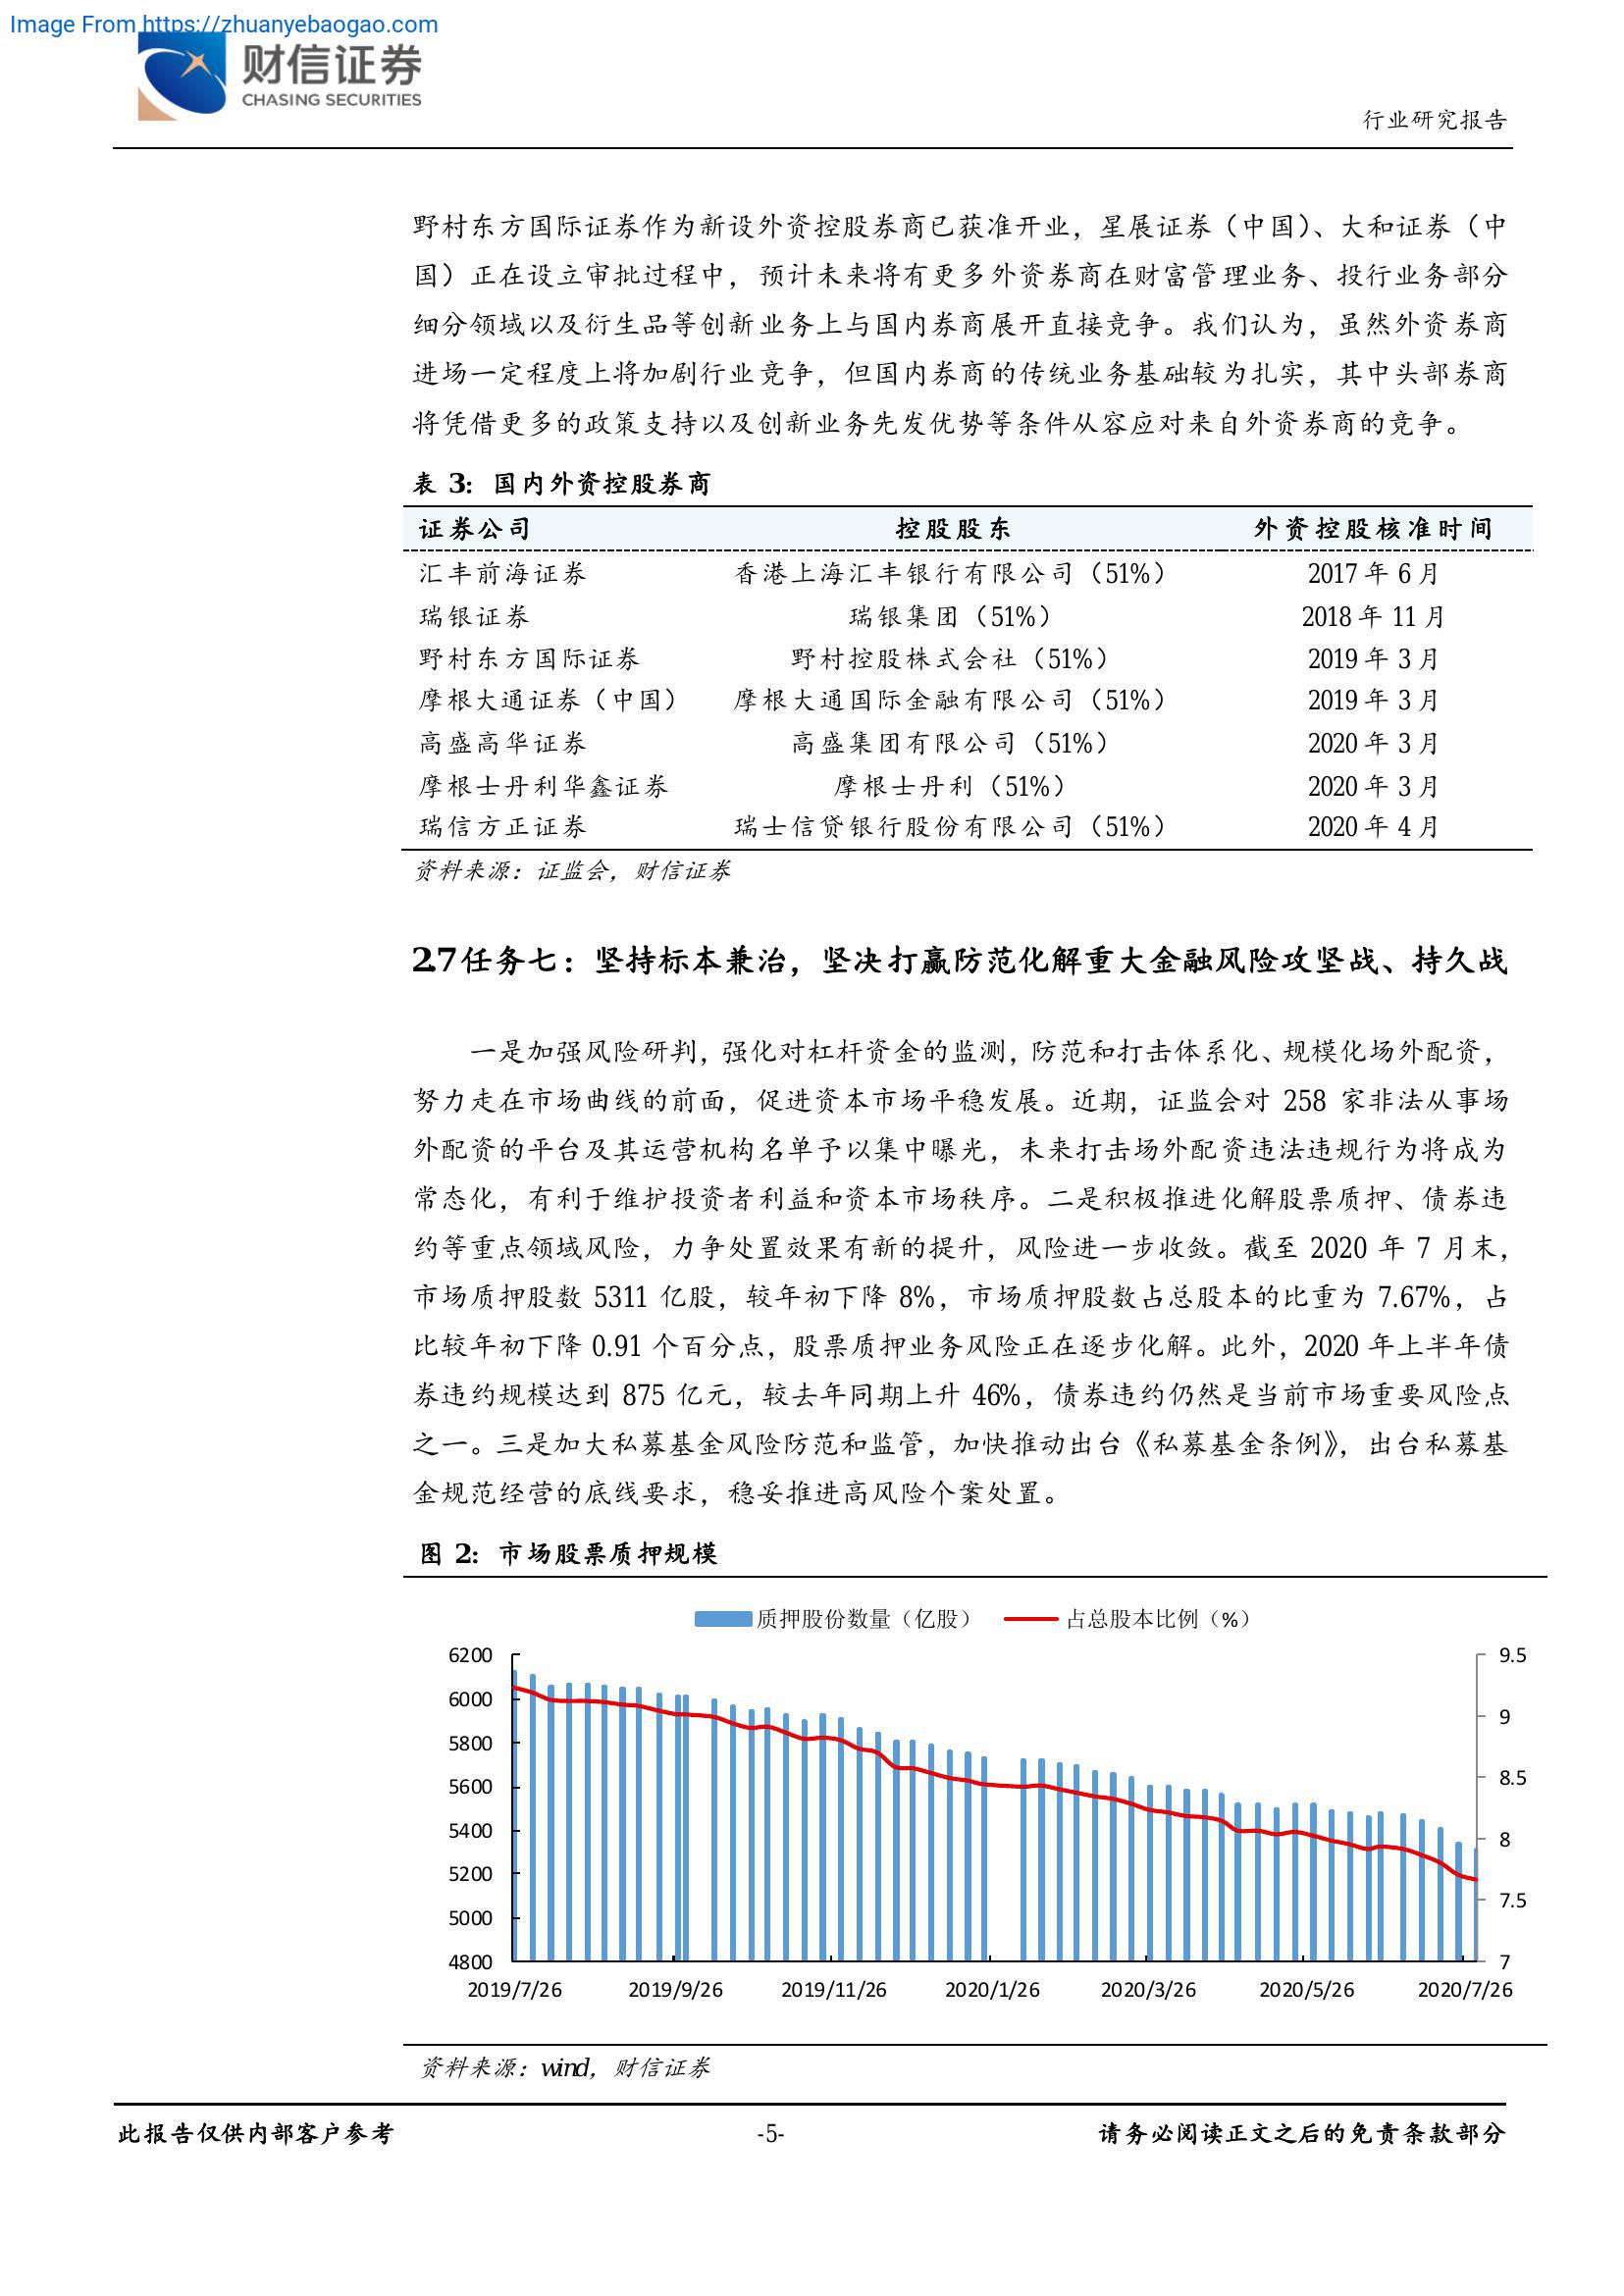 Image From https://zhuanyebaogao.com
财信证券
CHASING SECURITIES
行业研究报告
野村东方国际证券作为新设外资控股券商已获准开业，星展证券（中国）、大和证券（中
国）正在设立审批过程中，预计未来将有更多外资券商在财富管理业务、投行业务部分
细分领域以及衍生品等创新业务上与国内券商展开直接竞争。我们认为，虽然外资券商
进场一定程度上将加剧行业竞争，但国内券商的传统业务基础较为扎实，其中头部券商
将凭借更多的政策支持以及创新业务先发优势等条件从容应对来自外资券商的竞争。
表 3: 国内外资控股券商
证券公司 控股股东 外资控股核准时间
汇丰前海证券 香港上海汇丰银行有限公司（51%） 2017 年 6 月
瑞银证券 瑞银集团（51%） 2018 年 11 月
野村东方国际证券 野村控股株式会社（51%） 2019 年 3 月
摩根大通证券（中国） 摩根大通国际金融有限公司（51%） 2019 年 3 月
高盛高华证券 高盛集团有限公司（51%） 2020 年 3 月
摩根士丹利华鑫证券 摩根士丹利（51%） 2020 年 3 月
瑞信方正证券 瑞士信贷银行股份有限公司（51%） 2020 年 4 月
资料来源：证监会，财信证券
2.7 任务七：坚持标本兼治，坚决打赢防范化解重大金融风险攻坚战、持久战
一是加强风险研判，强化对杠杆资金的监测，防范和打击体系化、规模化场外配资，
努力走在市场曲线的前面，促进资本市场平稳发展。近期，证监会对 258 家非法从事场
外配资的平台及其运营机构名单予以集中曝光，未来打击场外配资违法违规行为将成为
常态化，有利于维护投资者利益和资本市场秩序。二是积极推进化解股票质押、债券违
约等重点领域风险，力争处置效果有新的提升，风险进一步收敛。截至 2020 年 7 月末，
市场质押股数 5311 亿股，较年初下降 8%，市场质押股数占总股本的比重为 7.67%，占
比较年初下降 0.91 个百分点，股票质押业务风险正在逐步化解。此外，2020 年上半年债
券违约规模达到 875 亿元，较去年同期上升 46%，债券违约仍然是当前市场重要风险点
之一。三是加大私募基金风险防范和监管，加快推动出台《私募基金条例》，出台私募基
金规范经营的底线要求，稳妥推进高风险个案处置。
图 2: 市场股票质押规模
质押股份数量（亿股） 占总股本比例（%）
6200 9.5
6000 9
5800
5600 8.5
5400 8
5200 7.5
5000
4800 7
2019/7/26 2019/9/26 2019/11/26 2020/1/26 2020/3/26 2020/5/26 2020/7/26
资料来源：wind，财信证券
此报告仅供内部客户参考 -5- 请务必阅读正文之后的免责条款部分